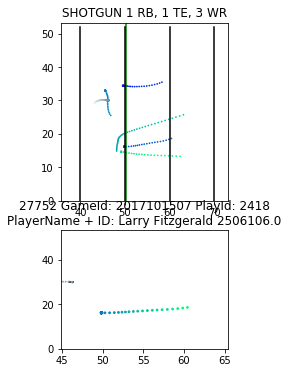 SHOTGUN 1 RB, 1 TE, 3 WR
50
40
30
20
10
0
40 50 60 70
27752 GameId: 2017101507 PlayId: 2418
PlayerName + ID: Larry Fitzgerald 2506106.0
40
20
0
45 50 55 60 65